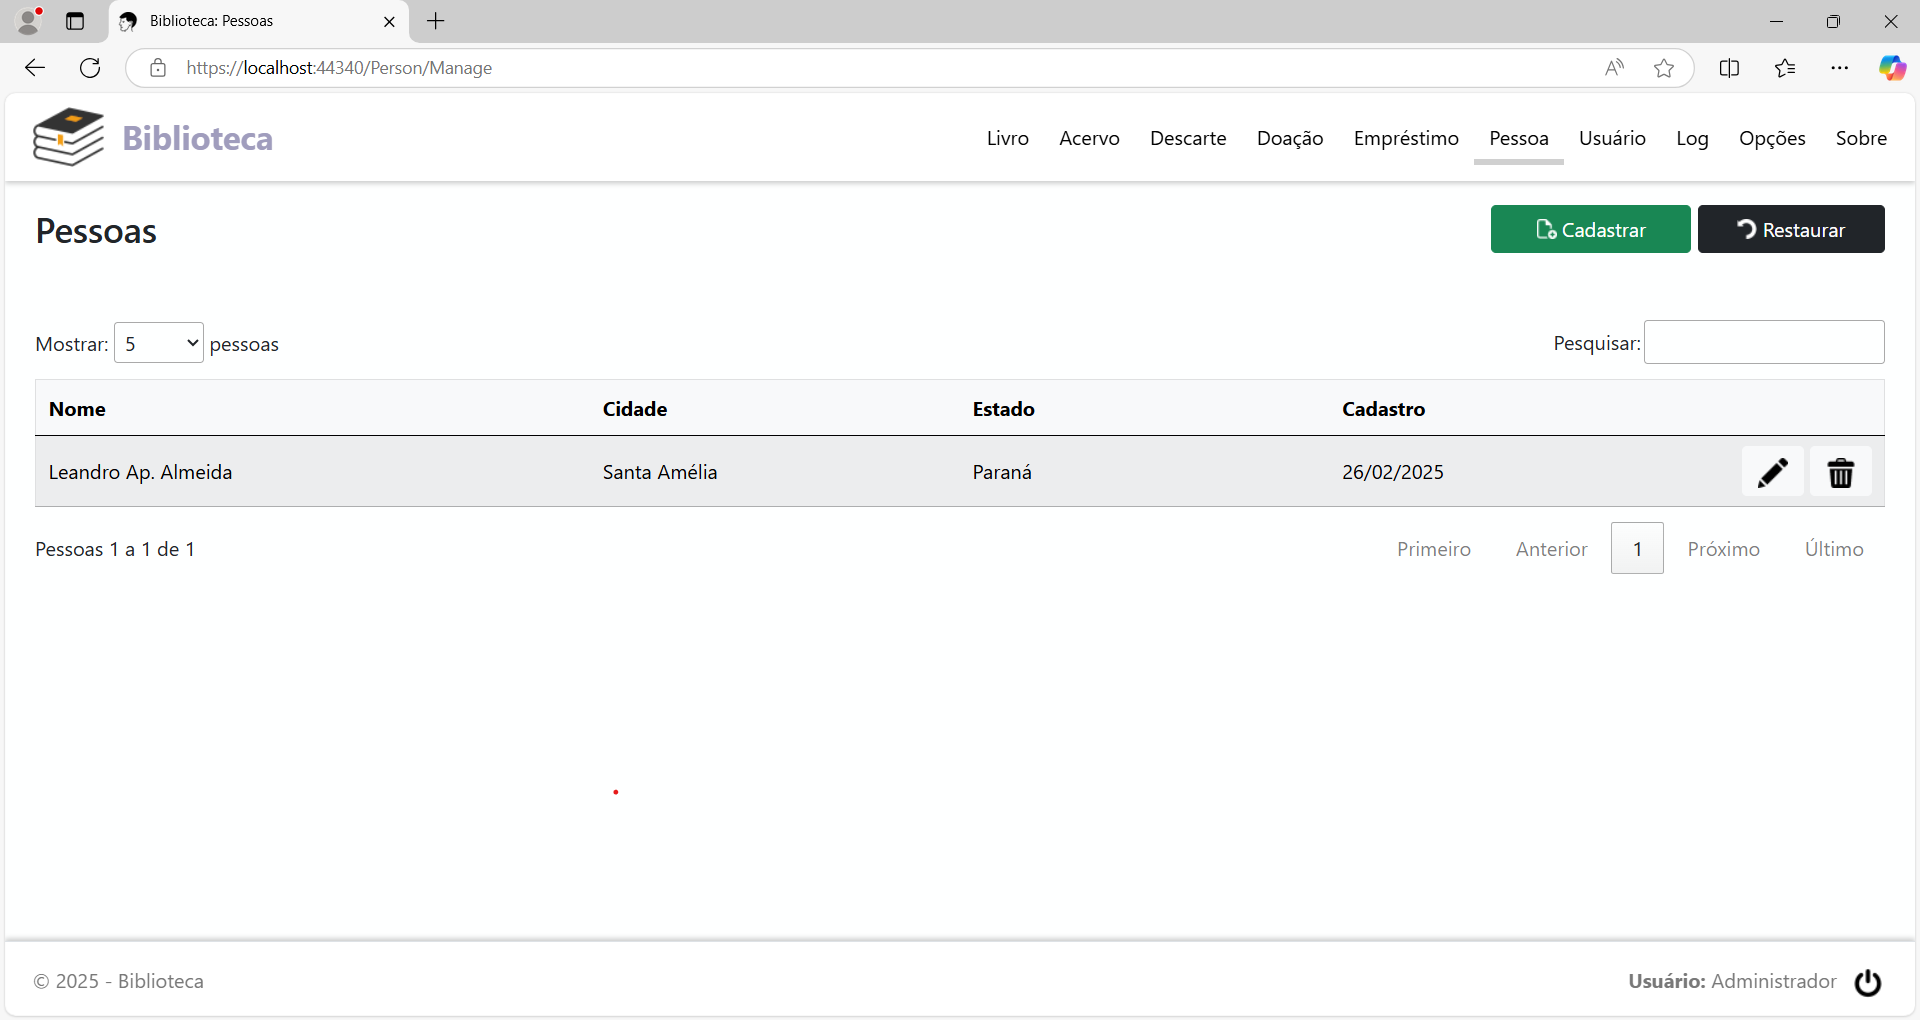 Biblioteca: Pessoas
https://localhost:44340/Person/Manage
Biblioteca
Livro Acervo Descarte Doação Empréstimo Pessoa Usuário Log Opções Sobre
Pessoas
Cadastrar Restaurar
Mostrar: 5 pessoas
Pesquisar:
Nome Cidade Estado Cadastro
Leandro Ap. Almeida Santa Amélia Paraná 26/02/2025
Pessoas 1 a 1 de 1
Primeiro Anterior 1 Próximo Último
© 2025 - Biblioteca
Usuário: Administrador